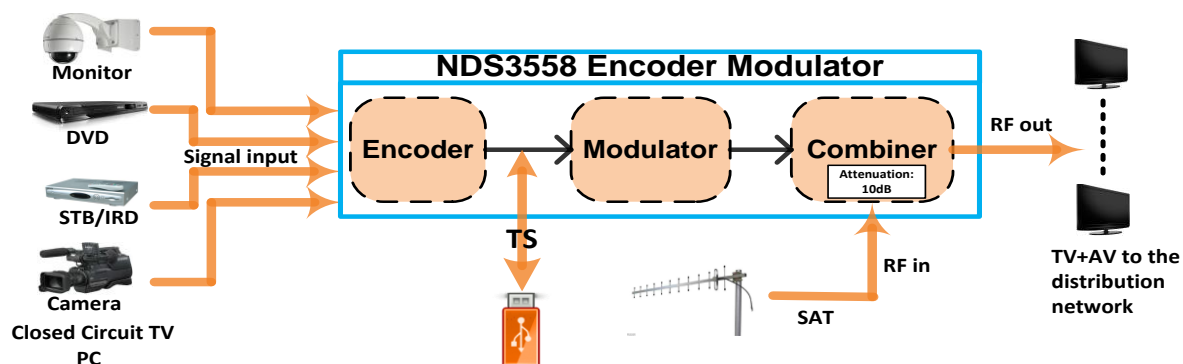 NDS3558 Encoder Modulator
Monitor
DVD
Signal input
STB/IRD
Camera
Closed Circuit TV
PC
Encoder
Modulator
Combiner
Attenuation:
10dB
TS
SAT
RF in
RF out
TV+AV to the
distribution
network